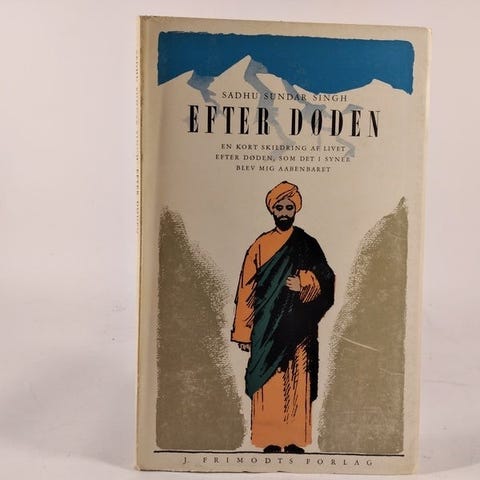 SADHU SUNDAR SINGH
EFTER DØDEN
EN KORT SKILDRING AF LIVET
EFTER DØDEN, SOM DET I SYNER
BLEV MIG AABENBARET
J. FRIMODTS FORLAG